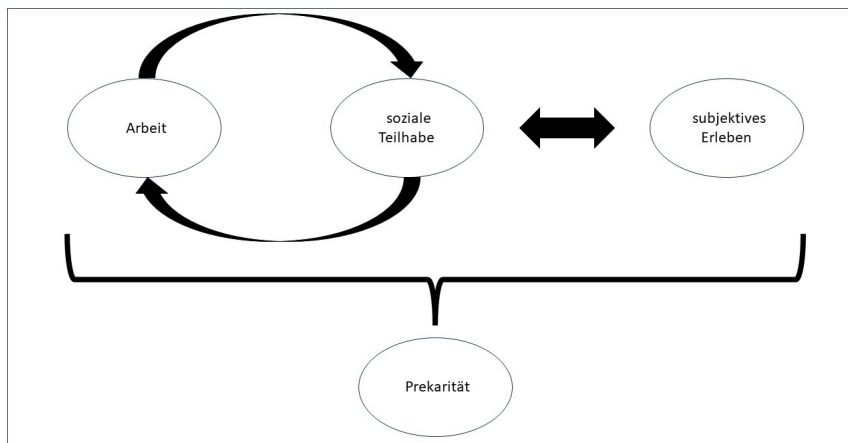 Arbeit
soziale
Teilhabe
subjektives
Erleben
Prekarität